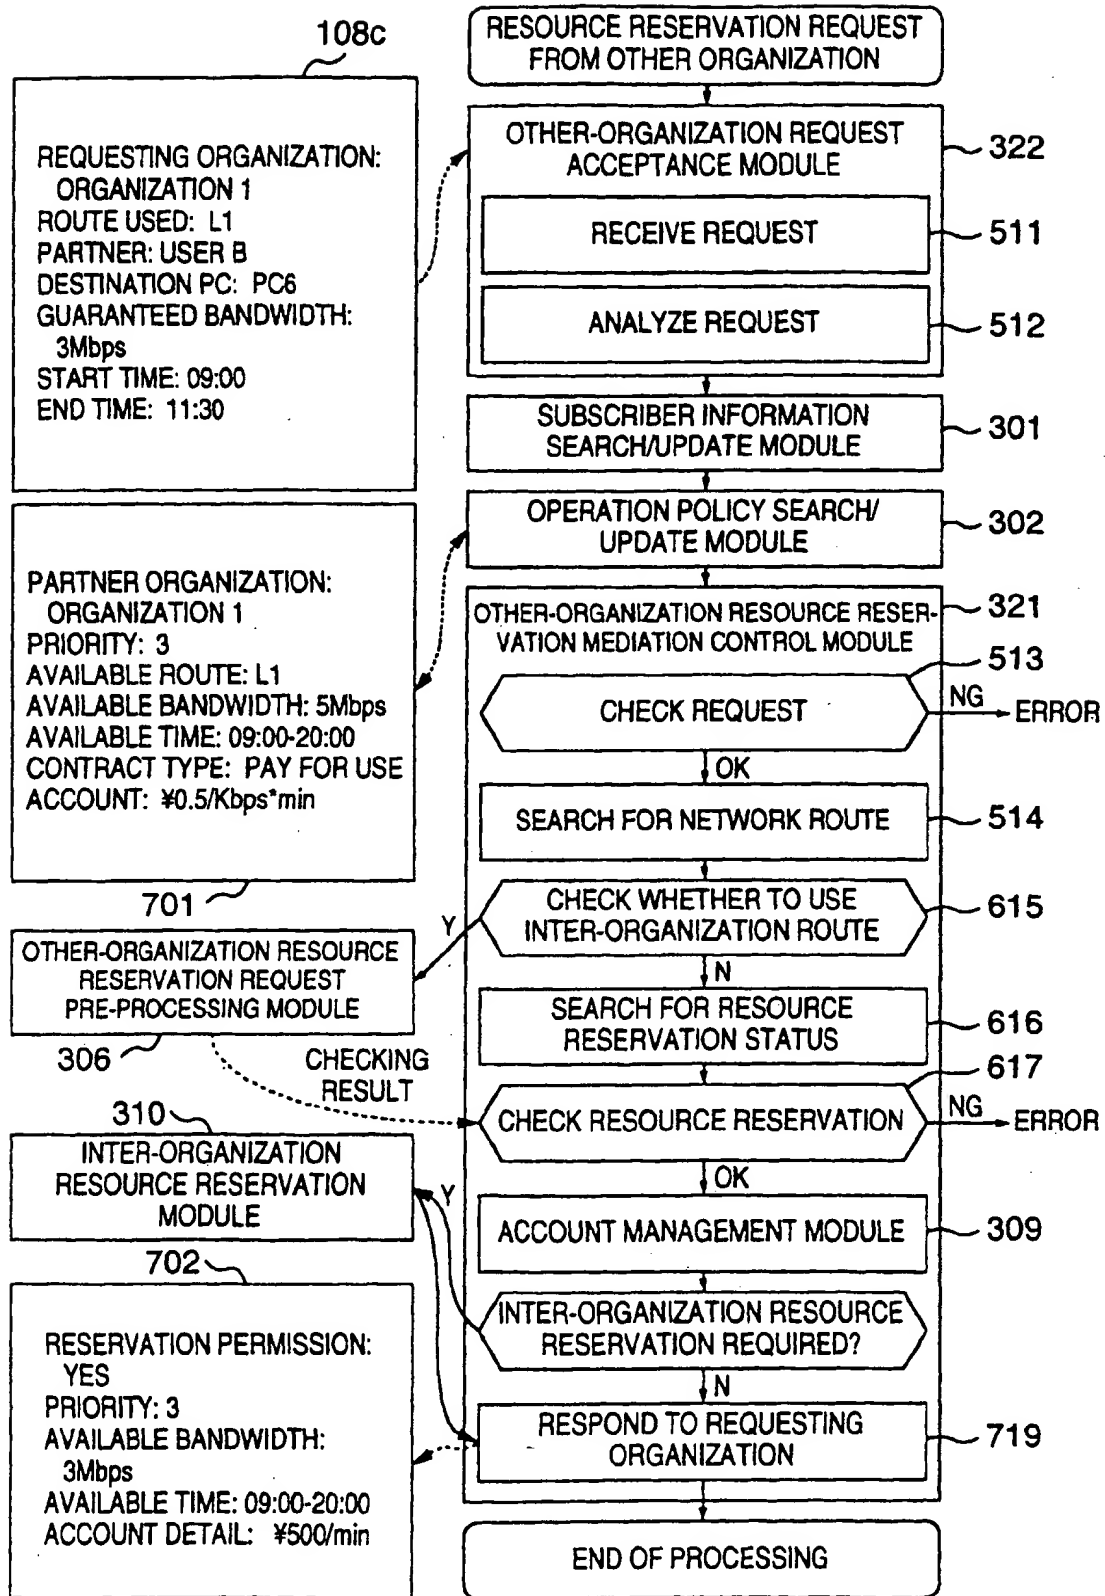 RESOURCE RESERVATION REQUEST
FROM OTHER ORGANIZATION
108c
REQUESTING ORGANIZATION:
ORGANIZATION 1
ROUTE USED: L1
PARTNER: USER B
DESTINATION PC: PC6
GUARANTEED BANDWIDTH:
3Mbps
START TIME: 09:00
END TIME: 11:30
OTHER-ORGANIZATION REQUEST
ACCEPTANCE MODULE
322
RECEIVE REQUEST
511
ANALYZE REQUEST
512
SUBSCRIBER INFORMATION
SEARCH/UPDATE MODULE
301
OPERATION POLICY SEARCH/
UPDATE MODULE
302
PARTNER ORGANIZATION:
ORGANIZATION 1
PRIORITY: 3
AVAILABLE ROUTE: L1
AVAILABLE BANDWIDTH: 5Mbps
AVAILABLE TIME: 09:00-20:00
CONTRACT TYPE: PAY FOR USE
ACCOUNT: ¥0.5/Kbps*min
701
OTHER-ORGANIZATION RESOURCE RESER-
VATION MEDIATION CONTROL MODULE
321
CHECK REQUEST
513
NG
ERROR
OK
SEARCH FOR NETWORK ROUTE
514
CHECK WHETHER TO USE
INTER-ORGANIZATION ROUTE
615
Y
N
OTHER-ORGANIZATION RESOURCE
RESERVATION REQUEST
PRE-PROCESSING MODULE
306
CHECKING
RESULT
SEARCH FOR RESOURCE
RESERVATION STATUS
616
CHECK RESOURCE RESERVATION
617
NG
ERROR
OK
310
INTER-ORGANIZATION
RESOURCE RESERVATION
MODULE
Y
ACCOUNT MANAGEMENT MODULE
309
INTER-ORGANIZATION RESOURCE
RESERVATION REQUIRED?
N
702
RESERVATION PERMISSION:
YES
PRIORITY: 3
AVAILABLE BANDWIDTH:
3Mbps
AVAILABLE TIME: 09:00-20:00
ACCOUNT DETAIL: ¥500/min
RESPOND TO REQUESTING
ORGANIZATION
719
END OF PROCESSING